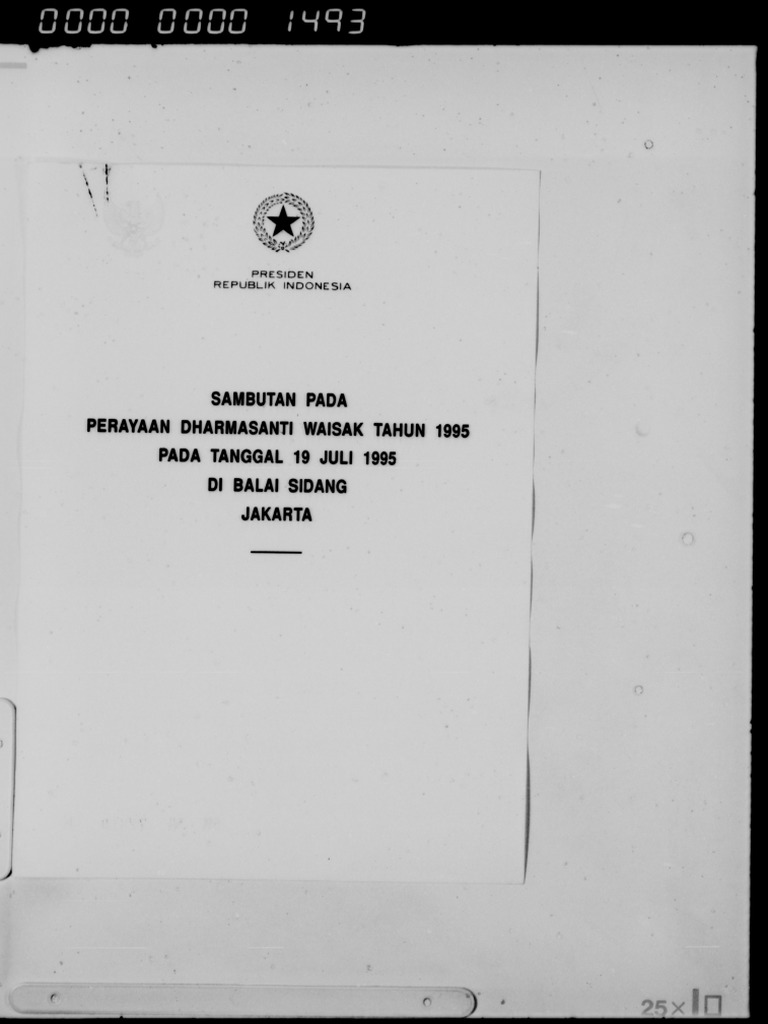 0000 0000 1493
PRESIDEN
REPUBLIK INDONESIA
SAMBUTAN PADA
PERAYAAN DHARMASANTI WAISAK TAHUN 1995
PADA TANGGAL 19 JULI 1995
DI BALAI SIDANG
JAKARTA
25×